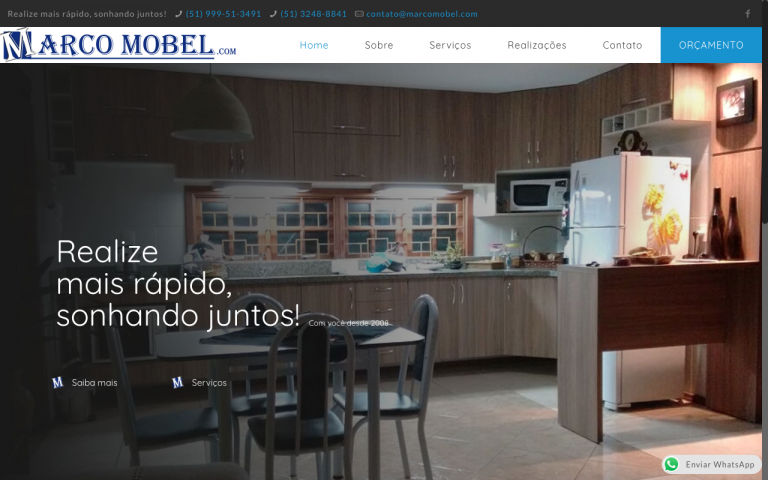 Realize mais rápido, sonhando juntos! (51) 999-51-3491 (51) 3248-8841 contato@marcomobel.com
MARCO MOBEL.COM
Home Sobre Serviços Realizações Contato ORÇAMENTO
Realize
mais rápido,
sonhando juntos! Com você desde 2008
M Saiba mais M Serviços
Enviar WhatsApp